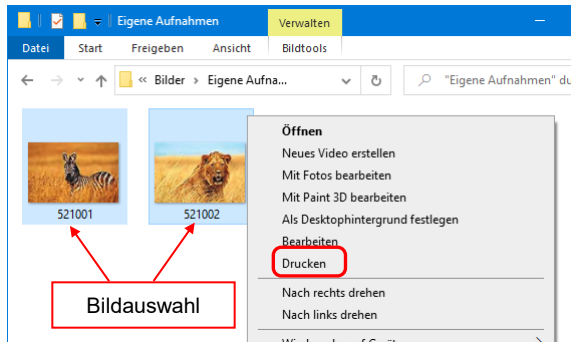 Eigene Aufnahmen
Verwalten
Datei Start Freigeben Ansicht Bildtools
« Bilder > Eigene Aufna... "Eigene Aufnahmen" du
521001
521002
Öffnen
Neues Video erstellen
Mit Fotos bearbeiten
Mit Paint 3D bearbeiten
Als Desktophintergrund festlegen
Bearbeiten
Drucken
Nach rechts drehen
Nach links drehen
Bildauswahl